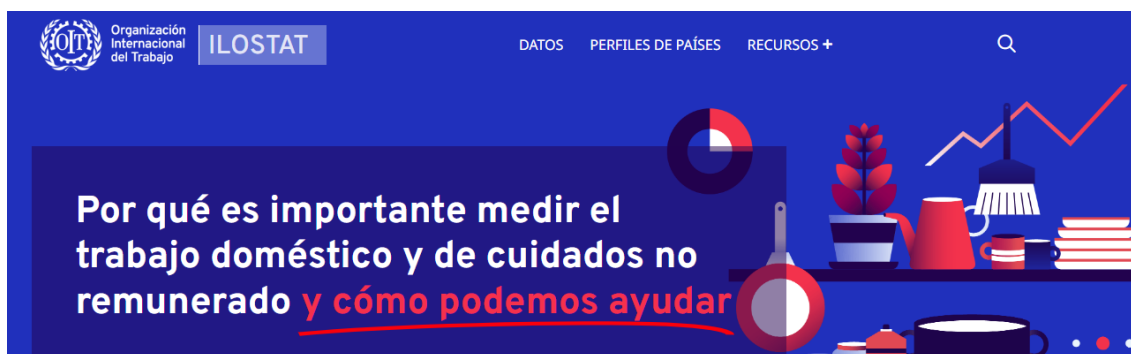 OIT
Organización
Internacional
del Trabajo
ILOSTAT
DATOS PERFILES DE PAÍSES RECURSOS +
Por qué es importante medir el
trabajo doméstico y de cuidados no
remunerado y cómo podemos ayudar